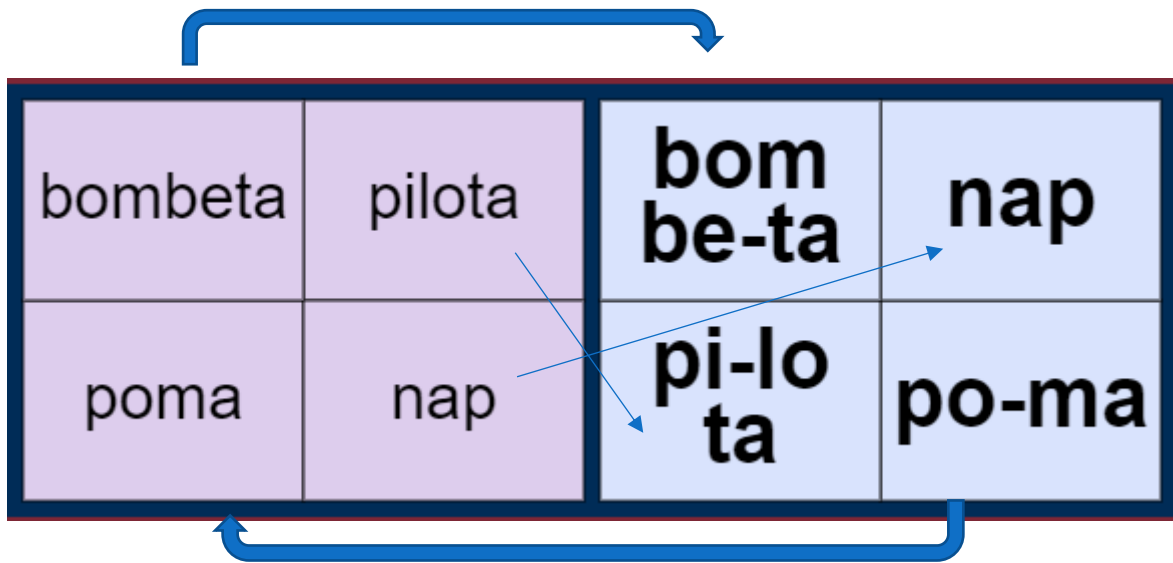 bombeta
pilota
bom
be-ta
nap
poma
nap
pi-lo
ta
po-ma